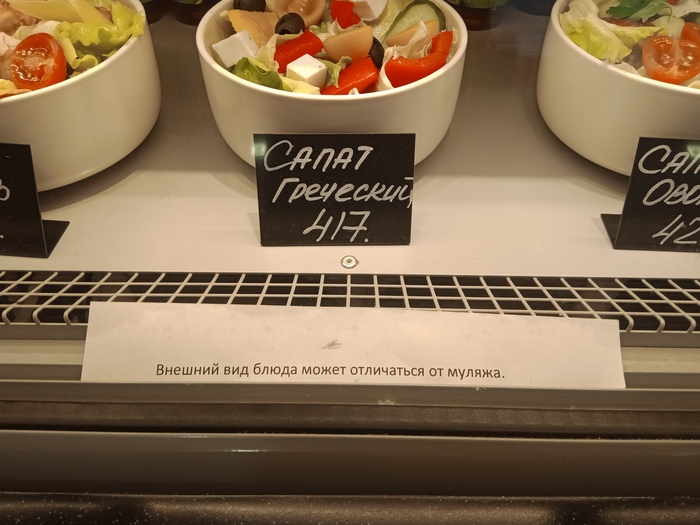 Салат
Греческий
417.
Внешний вид блюда может отличаться от муляжа.